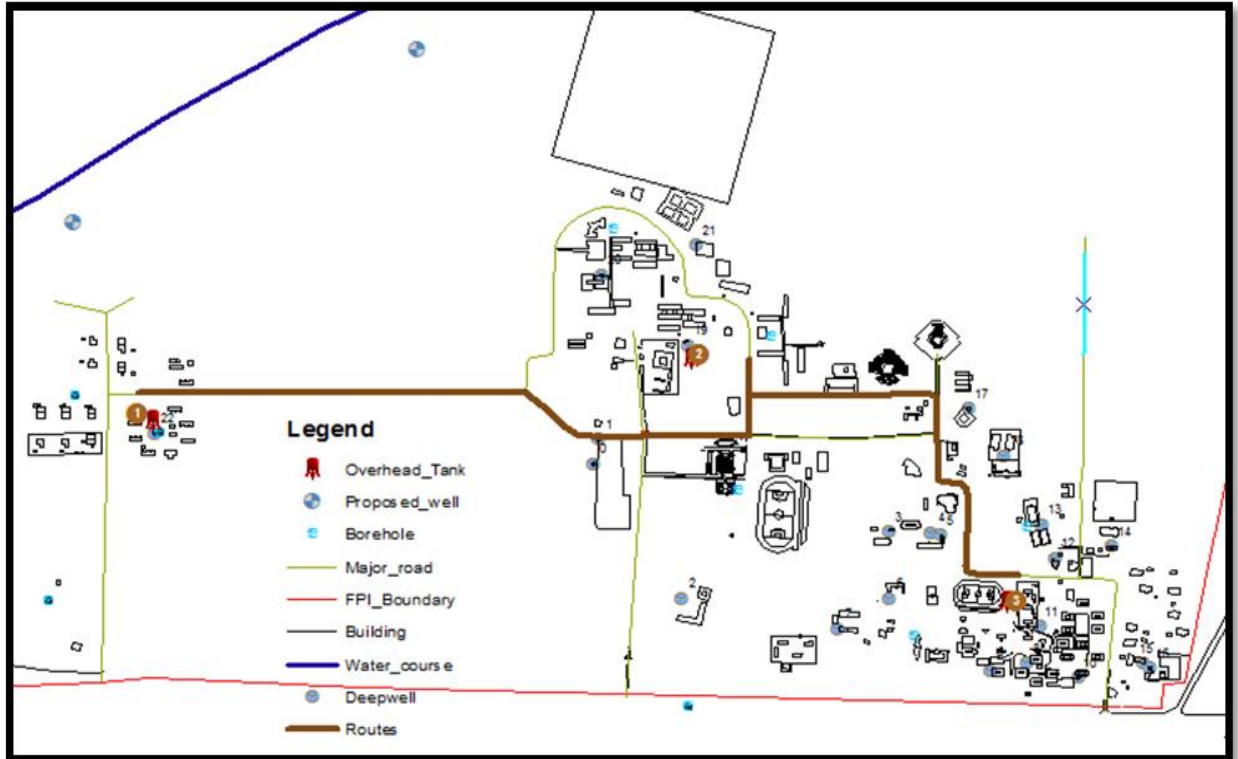 21
19
2
17
1
22
1
0
Legend
Overhead_Tank
Proposed_well
Borehole
Major_road
FPI_Boundary
Building
Water_course
Deepwell
Routes
3
4
5
13
14
12
2
3
11
15